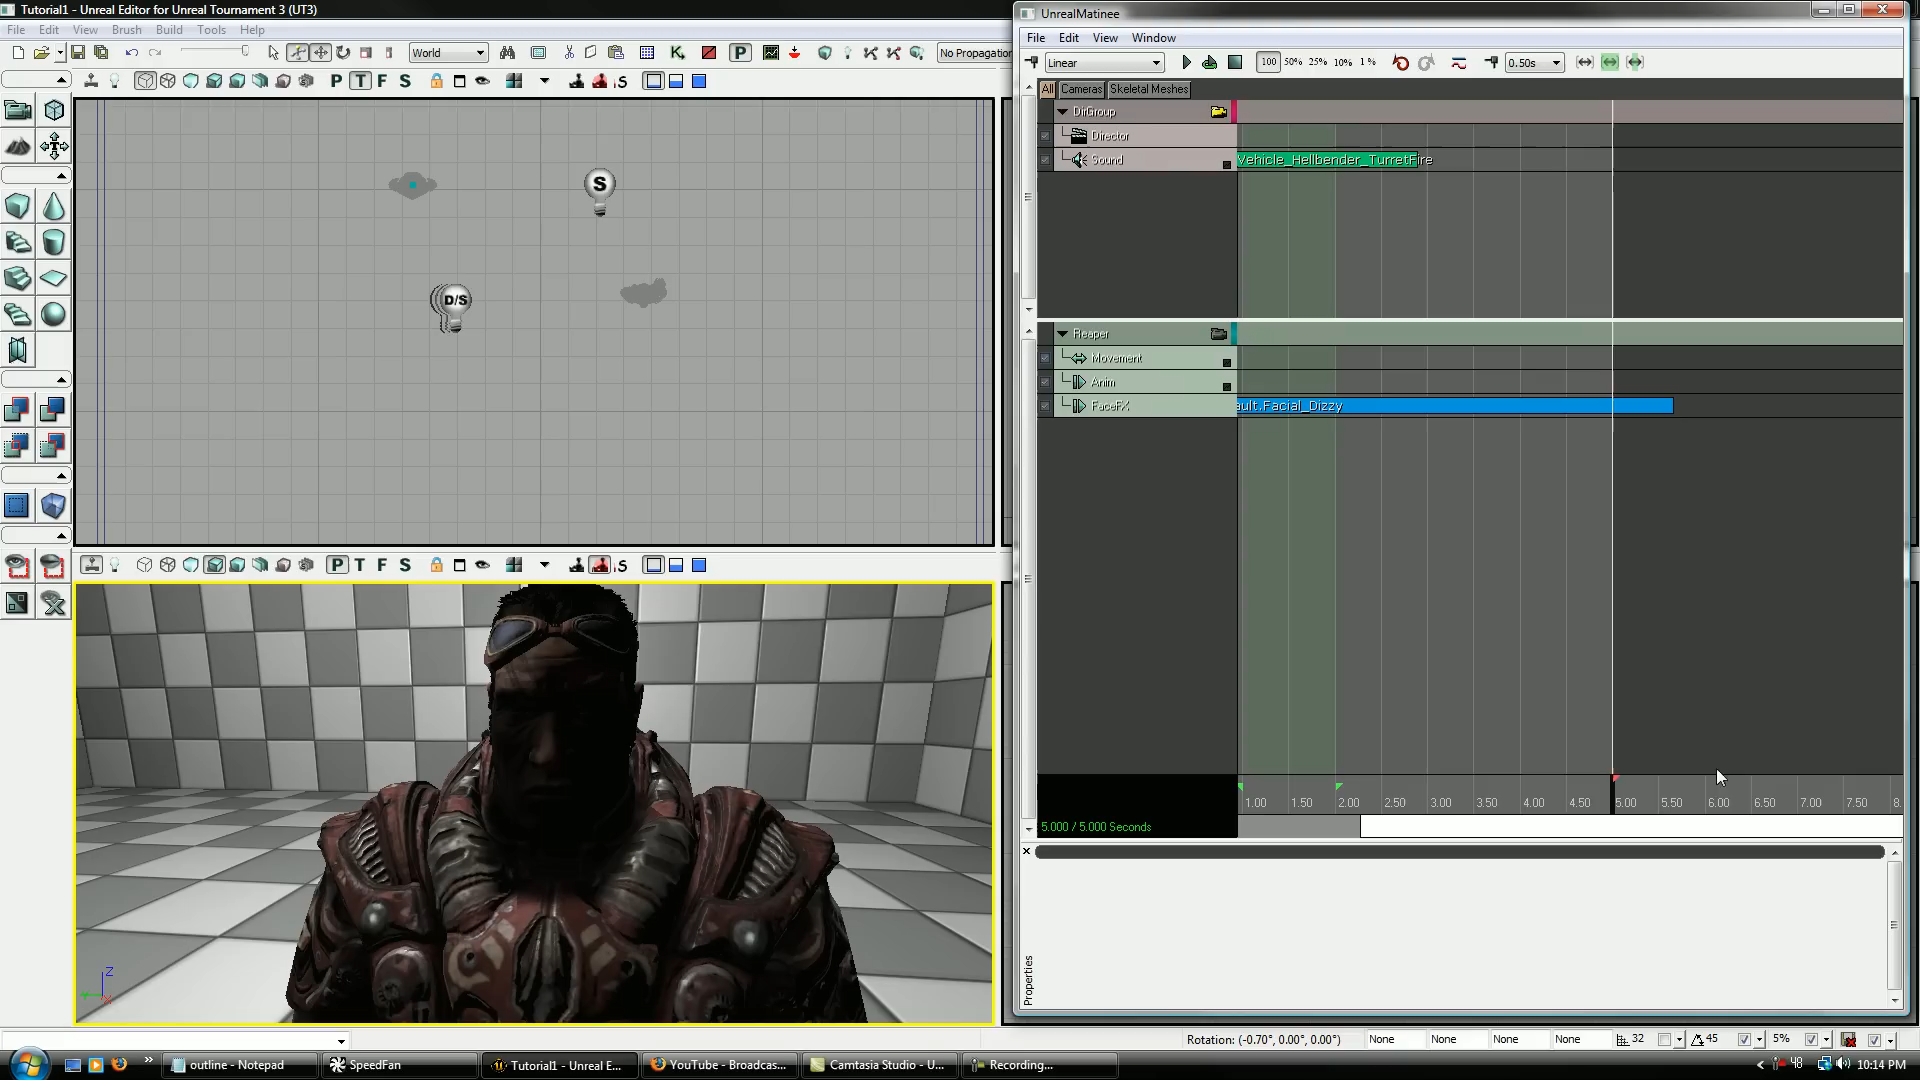 Tutorial1 - Unreal Editor for Unreal Tournament 3 (UT3)
File Edit View Brush Build Tools Help
World
No Propagation
P T F S
S
D/S
P T F S
Z
UnrealMatinee
File Edit View Window
Linear
100 50% 25% 10% 1 %
0.50s
All Cameras Skeletal Meshes
DirGroup
Director
Sound
Vehicle_Hellbender_TurretFire
Reaper
Movement
Anim
FaceFX
ault.Facial_Dizzy
1.00 1.50 2.00 2.50 3.00 3.50 4.00 4.50 5.00 5.50 6.00 6.50 7.00 7.50 8.
5.000 / 5.000 Seconds
Properties
Rotation: (-0.70°, 0.00°, 0.00°)
None None None None
32 45 5%
outline - Notepad
SpeedFan
Tutorial1 - Unreal E...
YouTube - Broadcas...
Camtasia Studio - U...
Recording...
48
10:14 PM